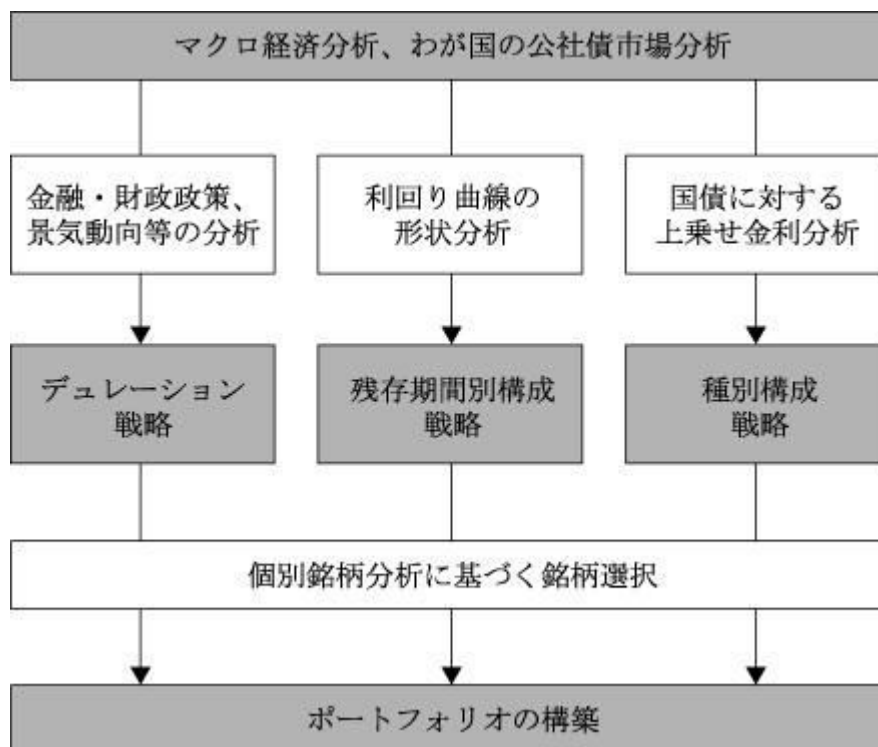 マクロ経済分析、わが国の公社債市場分析
金融・財政政策、
景気動向等の分析
利回り曲線の
形状分析
国債に対する
上乗せ金利分析
デュレーション
戦略
残存期間別構成
戦略
種別構成
戦略
個別銘柄分析に基づく銘柄選択
ポートフォリオの構築